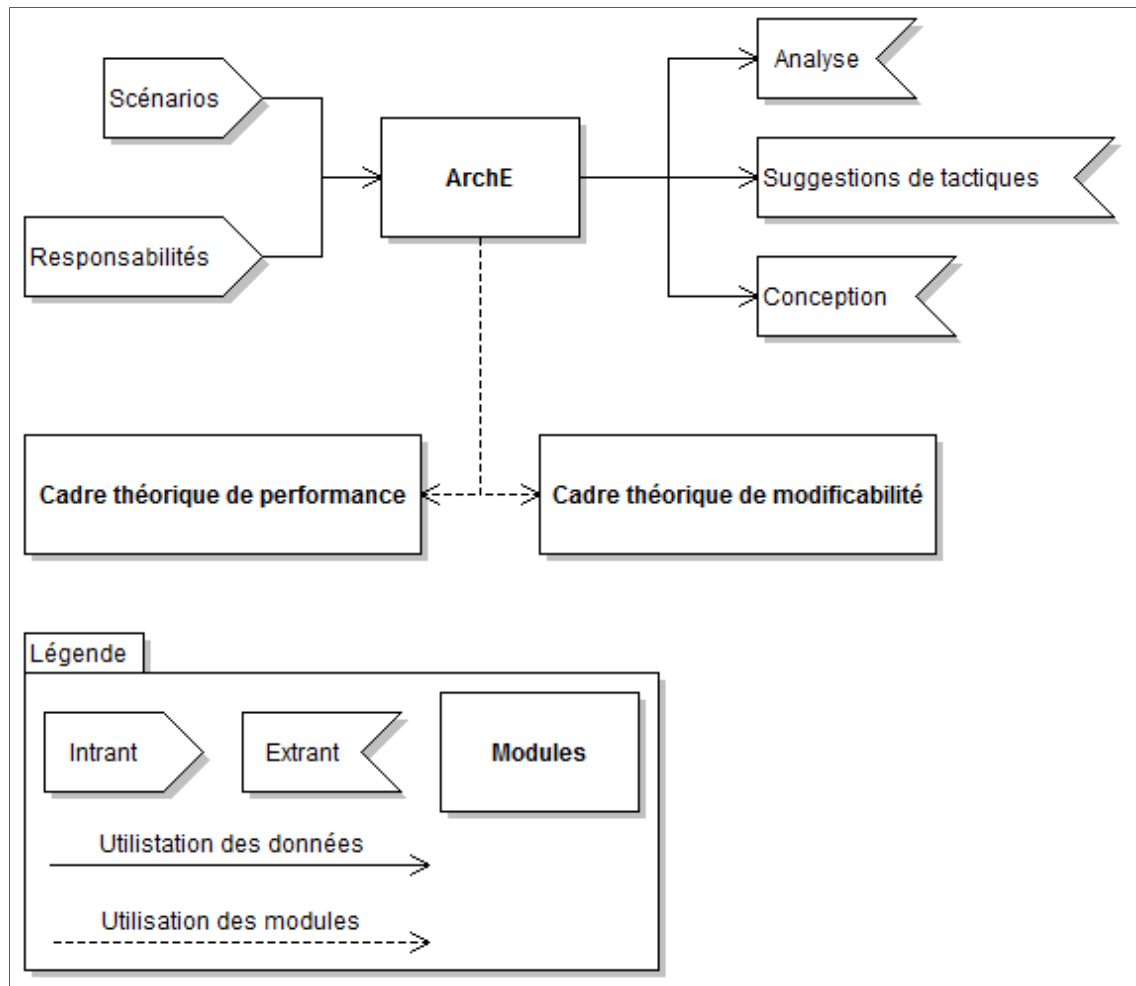 Scénarios
Responsabilités
ArchE
Analyse
Suggestions de tactiques
Conception
Cadre théorique de performance
Cadre théorique de modificabilité
Légende
Intrant
Extrant
Modules
Utilistation des données
Utilisation des modules